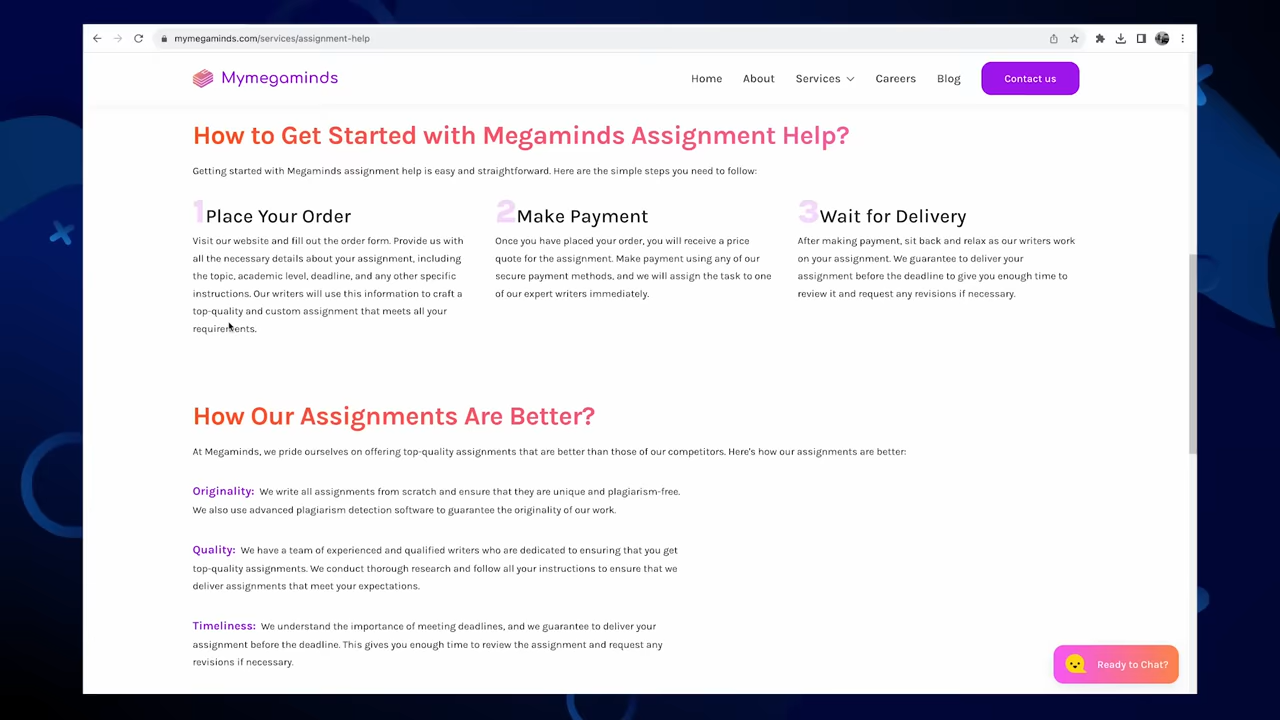 mymegaminds.com/services/assignment-help
Mymegaminds
Home
About
Services
Careers
Blog
Contact us
How to Get Started with Megaminds Assignment Help?
Getting started with Megaminds assignment help is easy and straightforward. Here are the simple steps you need to follow:
1 Place Your Order
Visit our website and fill out the order form. Provide us with
all the necessary details about your assignment, including
the topic, academic level, deadline, and any other specific
instructions. Our writers will use this information to craft a
top-quality and custom assignment that meets all your
requirements.
2 Make Payment
Once you have placed your order, you will receive a price
quote for the assignment. Make payment using any of our
secure payment methods, and we will assign the task to one
of our expert writers immediately.
3 Wait for Delivery
After making payment, sit back and relax as our writers work
on your assignment. We guarantee to deliver your
assignment before the deadline to give you enough time to
review it and request any revisions if necessary.
How Our Assignments Are Better?
At Megaminds, we pride ourselves on offering top-quality assignments that are better than those of our competitors. Here's how our assignments are better:
Originality: We write all assignments from scratch and ensure that they are unique and plagiarism-free.
We also use advanced plagiarism detection software to guarantee the originality of our work.
Quality: We have a team of experienced and qualified writers who are dedicated to ensuring that you get
top-quality assignments. We conduct thorough research and follow all your instructions to ensure that we
deliver assignments that meet your expectations.
Timeliness: We understand the importance of meeting deadlines, and we guarantee to deliver your
assignment before the deadline. This gives you enough time to review the assignment and request any
revisions if necessary.
Ready to Chat?